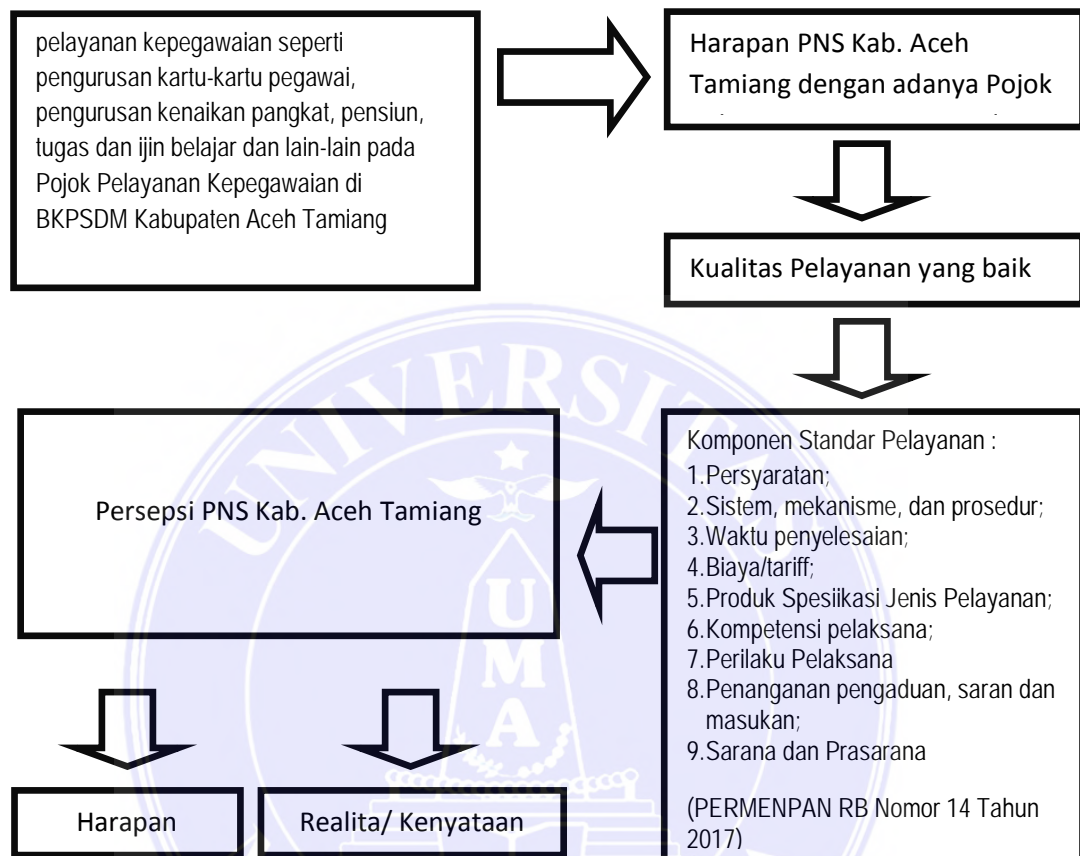 pelayanan kepegawaian seperti
pengurusan kartu-kartu pegawai,
pengurusan kenaikan pangkat, pensiun,
tugas dan ijin belajar dan lain-lain pada
Pojok Pelayanan Kepegawaian di
BKPSDM Kabupaten Aceh Tamiang
Harapan PNS Kab. Aceh
Tamiang dengan adanya Pojok
Kualitas Pelayanan yang baik
Komponen Standar Pelayanan :
1.Persyaratan;
2.Sistem, mekanisme, dan prosedur;
3.Waktu penyelesaian;
4.Biaya/tariff;
5.Produk Spesiikasi Jenis Pelayanan;
6.Kompetensi pelaksana;
7.Perilaku Pelaksana
8.Penanganan pengaduan, saran dan
masukan;
9.Sarana dan Prasarana
(PERMENPAN RB Nomor 14 Tahun
2017)
Persepsi PNS Kab. Aceh Tamiang
Harapan
Realita/ Kenyataan
UNIVERSITAS
UMA